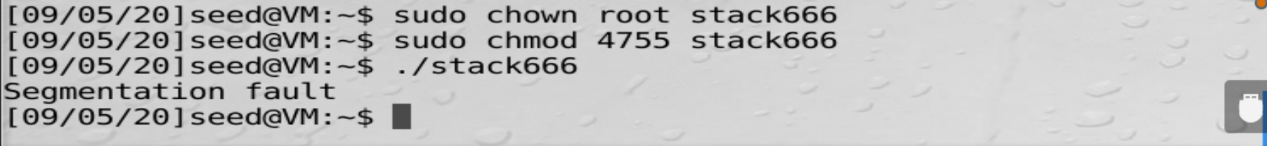 [09/05/20]seed@VM:~$ sudo chown root stack666
[09/05/20]seed@VM:~$ sudo chmod 4755 stack666
[09/05/20]seed@VM:~$ ./stack666
Segmentation fault
[09/05/20]seed@VM:~$